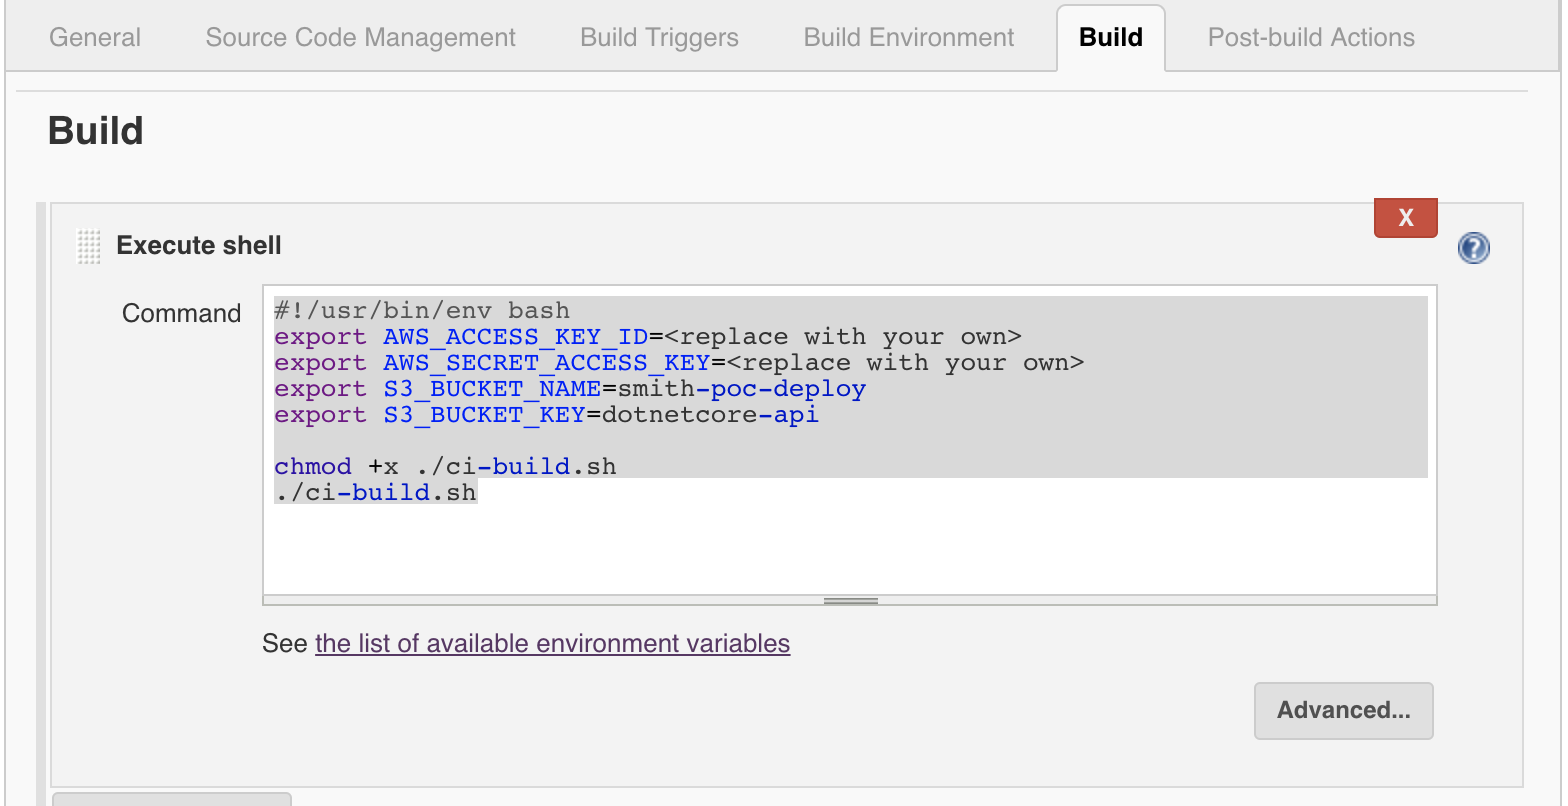 General Source Code Management Build Triggers Build Environment Build Post-build Actions
Build
X
Execute shell
?
Command
#!/usr/bin/env bash
export AWS_ACCESS_KEY_ID=<replace with your own>
export AWS_SECRET_ACCESS_KEY=<replace with your own>
export S3_BUCKET_NAME=smith-poc-deploy
export S3_BUCKET_KEY=dotnetcore-api
chmod +x ./ci-build.sh
./ci-build.sh
See the list of available environment variables
Advanced...